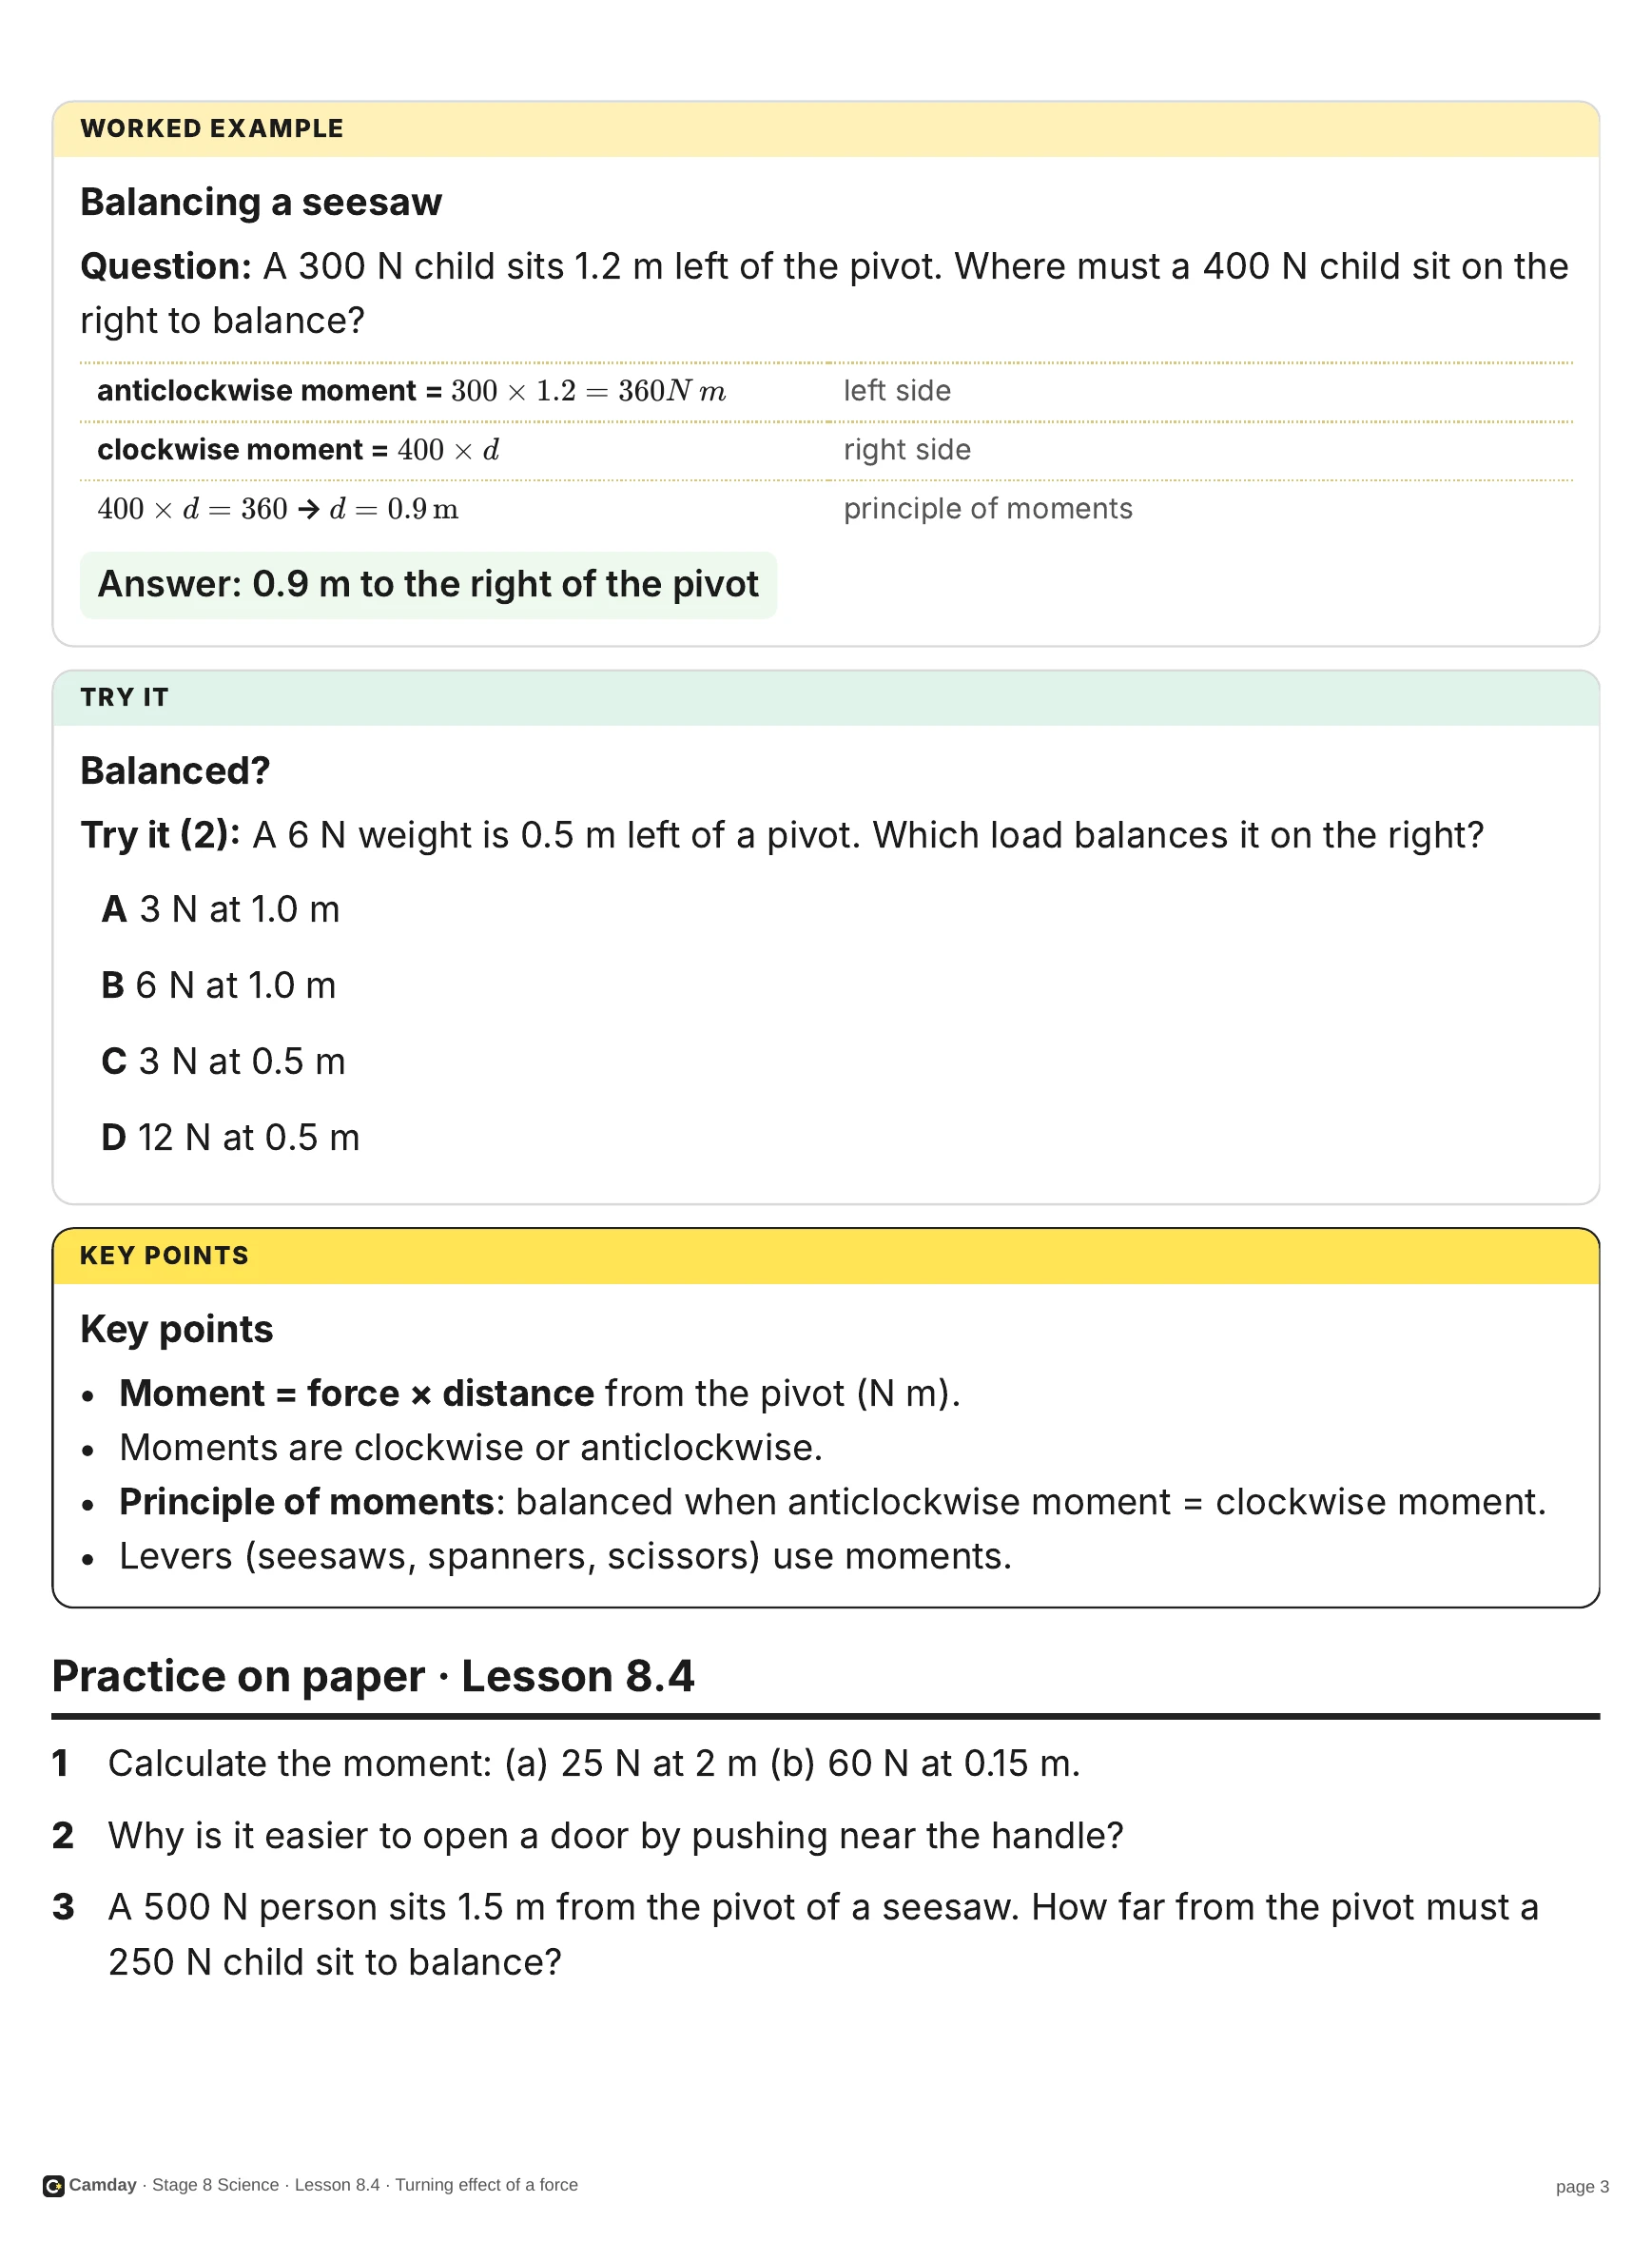 WORKED EXAMPLE
Balancing a seesaw
Question: A 300 N child sits 1.2 m left of the pivot. Where must a 400 N child sit on the
right to balance?
anticlockwise moment = 300 × 1.2 = 360N m left side
clockwise moment = 400 × d right side
400 × d = 360 → d = 0.9 m principle of moments
Answer: 0.9 m to the right of the pivot
TRY IT
Balanced?
Try it (2): A 6 N weight is 0.5 m left of a pivot. Which load balances it on the right?
A 3 N at 1.0 m
B 6 N at 1.0 m
C 3 N at 0.5 m
D 12 N at 0.5 m
KEY POINTS
Key points
• Moment = force × distance from the pivot (N m).
• Moments are clockwise or anticlockwise.
• Principle of moments: balanced when anticlockwise moment = clockwise moment.
• Levers (seesaws, spanners, scissors) use moments.
Practice on paper · Lesson 8.4
1 Calculate the moment: (a) 25 N at 2 m (b) 60 N at 0.15 m.
2 Why is it easier to open a door by pushing near the handle?
3 A 500 N person sits 1.5 m from the pivot of a seesaw. How far from the pivot must a
250 N child sit to balance?
Camday · Stage 8 Science · Lesson 8.4 · Turning effect of a force page 3